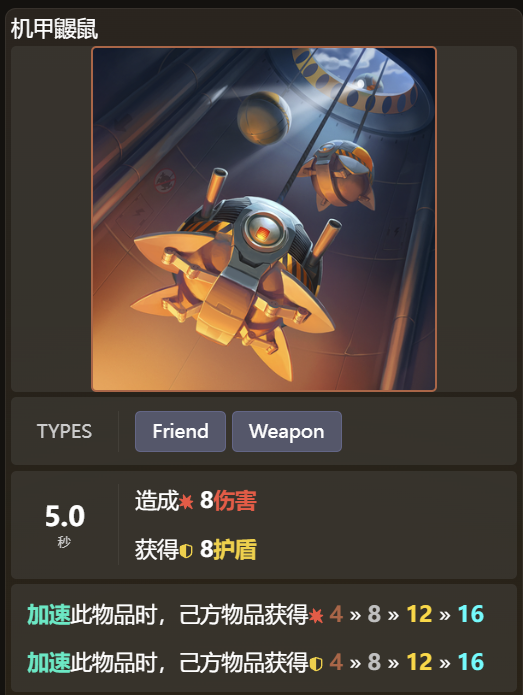 机甲鼹鼠
TYPES Friend Weapon
5.0
秒
造成 8伤害
获得 8护盾
加速此物品时，己方物品获得 4 » 8 » 12 » 16
加速此物品时，己方物品获得 4 » 8 » 12 » 16